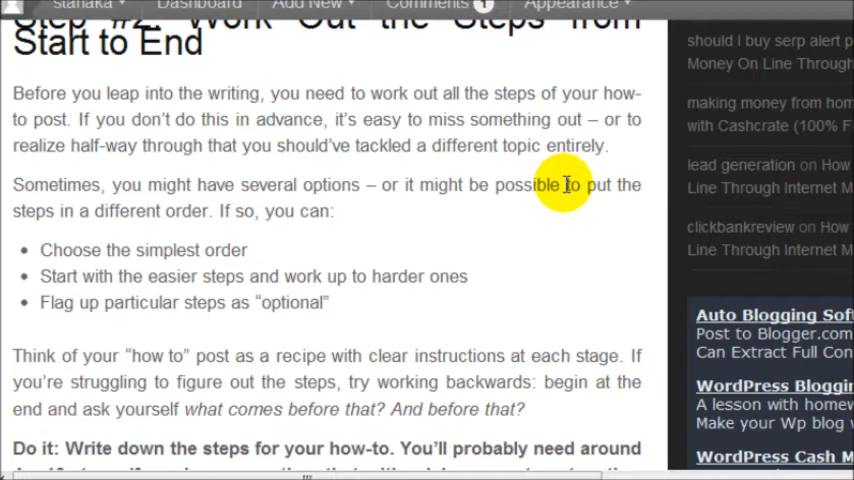 stanaka Dashboard Add New Comments 1 Appearance
Step #2: Work Out the Steps from
Start to End
Before you leap into the writing, you need to work out all the steps of your how-
to post. If you don't do this in advance, it's easy to miss something out – or to
realize half-way through that you should've tackled a different topic entirely.
Sometimes, you might have several options – or it might be possible to put the
steps in a different order. If so, you can:
• Choose the simplest order
• Start with the easier steps and work up to harder ones
• Flag up particular steps as “optional”
Think of your “how to” post as a recipe with clear instructions at each stage. If
you're struggling to figure out the steps, try working backwards: begin at the
end and ask yourself what comes before that? And before that?
Do it: Write down the steps for your how-to. You'll probably need around
should I buy serp alert p
Money On Line Through
making money from hom
with Cashcrate (100% F
lead generation on How
Line Through Internet M
clickbankreview on How
Line Through Internet M
Auto Blogging Soft
Post to Blogger.com
Can Extract Full Con
WordPress Bloggin
A lesson with homew
Make your Wp blog
WordPress Cash M